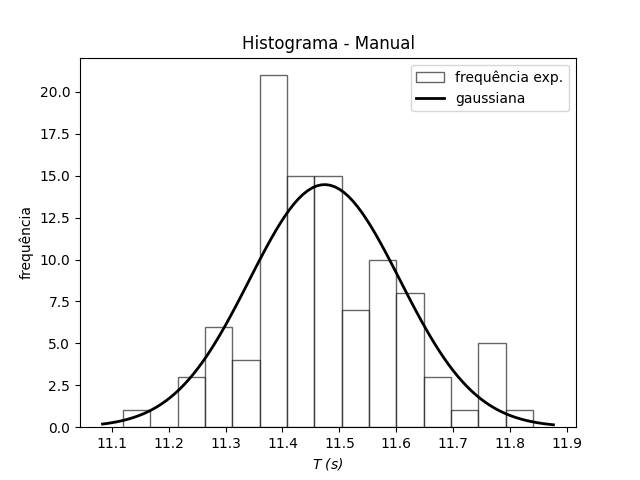 Histograma - Manual
frequência exp.
gaussiana
frequência
20.0
17.5
15.0
12.5
10.0
7.5
5.0
2.5
0.0
11.1 11.2 11.3 11.4 11.5 11.6 11.7 11.8 11.9
T (s)